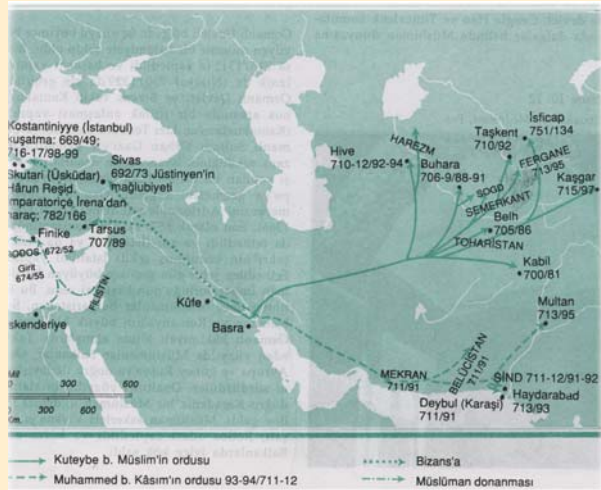 Kostantiniyye (İstanbul)
kuşatma: 669/49;
716-17/98-99
Skutari (Üsküdar)
Hârun Reşid,
mparatoriçe İrena'dan
haraç; 782/166
Sivas
692/73 Jüstinyen'in
mağlubiyeti
Tarsus
707/89
Finike
RODOS 672/52
Girit
674/55
FİLİSTİN
skenderiye
Kûfe
Basra
Hive
710-12/92-94
HAREZM
Buhara
706-9/88-91
Taşkent
710/92
İsficap
751/134
FERGANE
713/95
Kaşgar
715/97
SOGD
SEMERKANT
Belh
705/86
TOHARİSTAN
Kabil
700/81
Multan
713/95
MEKRAN
711/91
BELÛCİSTAN
711/91
SİND 711-12/91-92
Haydarabad
713/93
Deybul (Karaşi)
711/91
Mil
300 600
300 600
Km.
Kuteybe b. Müslim'in ordusu
Muhammed b. Kâsım'ın ordusu 93-94/711-12
Bizans'a
Müslüman donanması